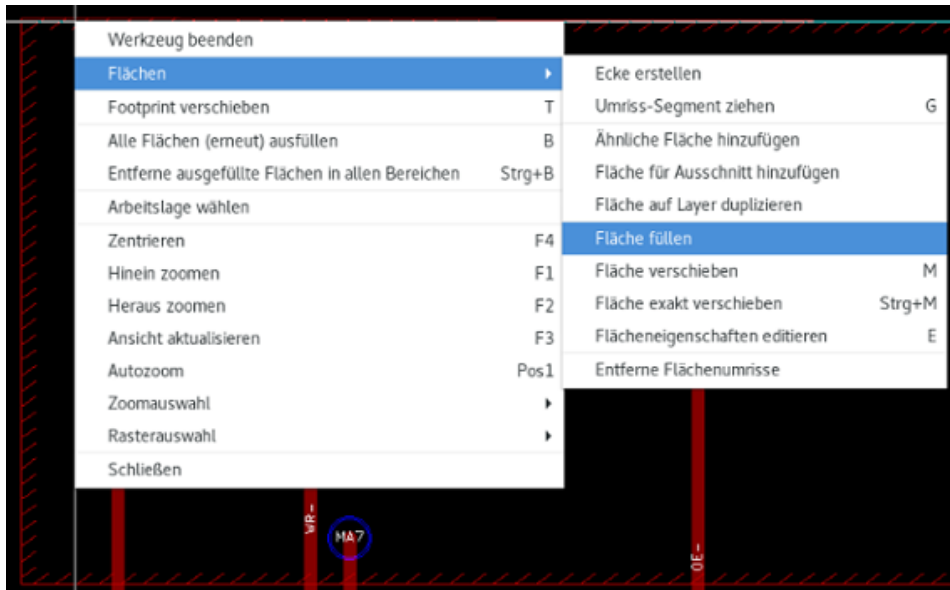 Werkzeug beenden
Flächen
Footprint verschieben T
Alle Flächen (erneut) ausfüllen B
Entferne ausgefüllte Flächen in allen Bereichen Strg+B
Arbeitslage wählen
Zentrieren F4
Hinein zoomen F1
Heraus zoomen F2
Ansicht aktualisieren F3
Autozoom Pos1
Zoomauswahl
Rasterauswahl
Schließen
Ecke erstellen
Umriss-Segment ziehen G
Ähnliche Fläche hinzufügen
Fläche für Ausschnitt hinzufügen
Fläche auf Layer duplizieren
Fläche füllen
Fläche verschieben M
Fläche exakt verschieben Strg+M
Flächeneigenschaften editieren E
Entferne Flächenumrisse
WR-
MA7
OE-